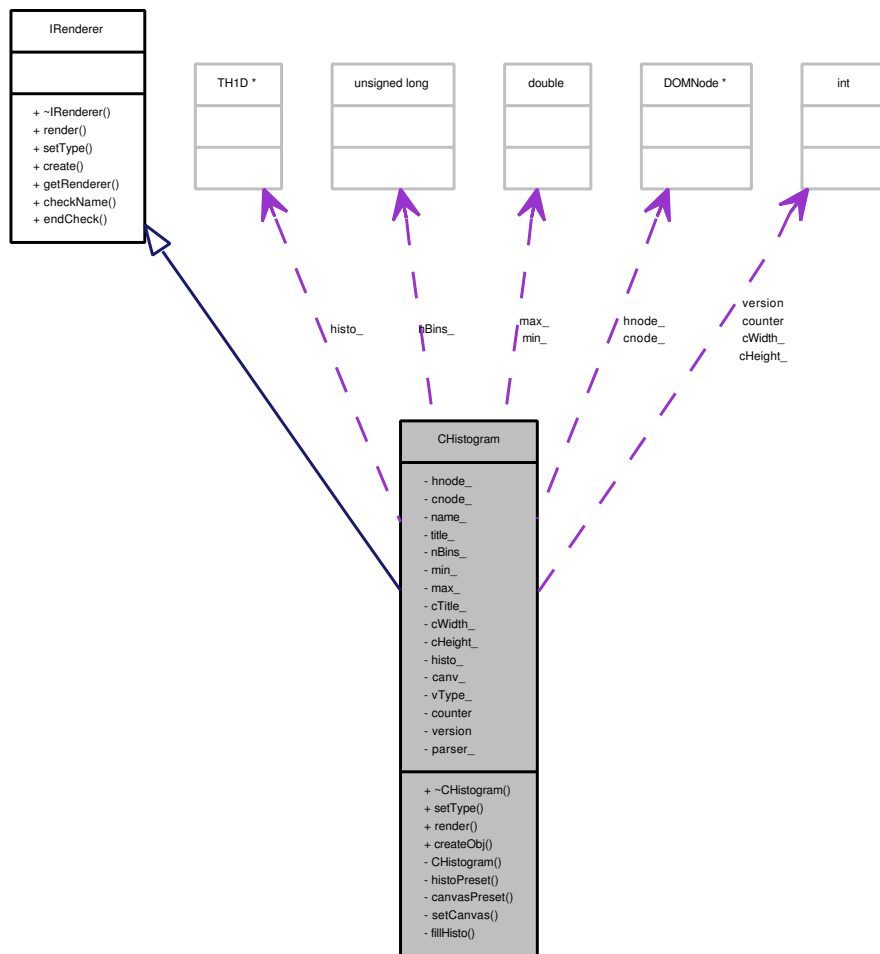 IRenderer
+ ~IRenderer()
+ render()
+ setType()
+ create()
+ getRenderer()
+ checkName()
+ endCheck()
TH1D *
unsigned long
double
DOMNode *
int
histo_
nBins_
max_
min_
hnode_
cnode_
version
counter
cWidth_
cHeight_
CHistogram
- hnode_
- cnode_
- name_
- title_
- nBins_
- min_
- max_
- cTitle_
- cWidth_
- cHeight_
- histo_
- canv_
- vType_
- counter
- version
- parser_
+ ~CHistogram()
+ setType()
+ render()
+ createObj()
- CHistogram()
- histoPreset()
- canvasPreset()
- setCanvas()
- fillHisto()